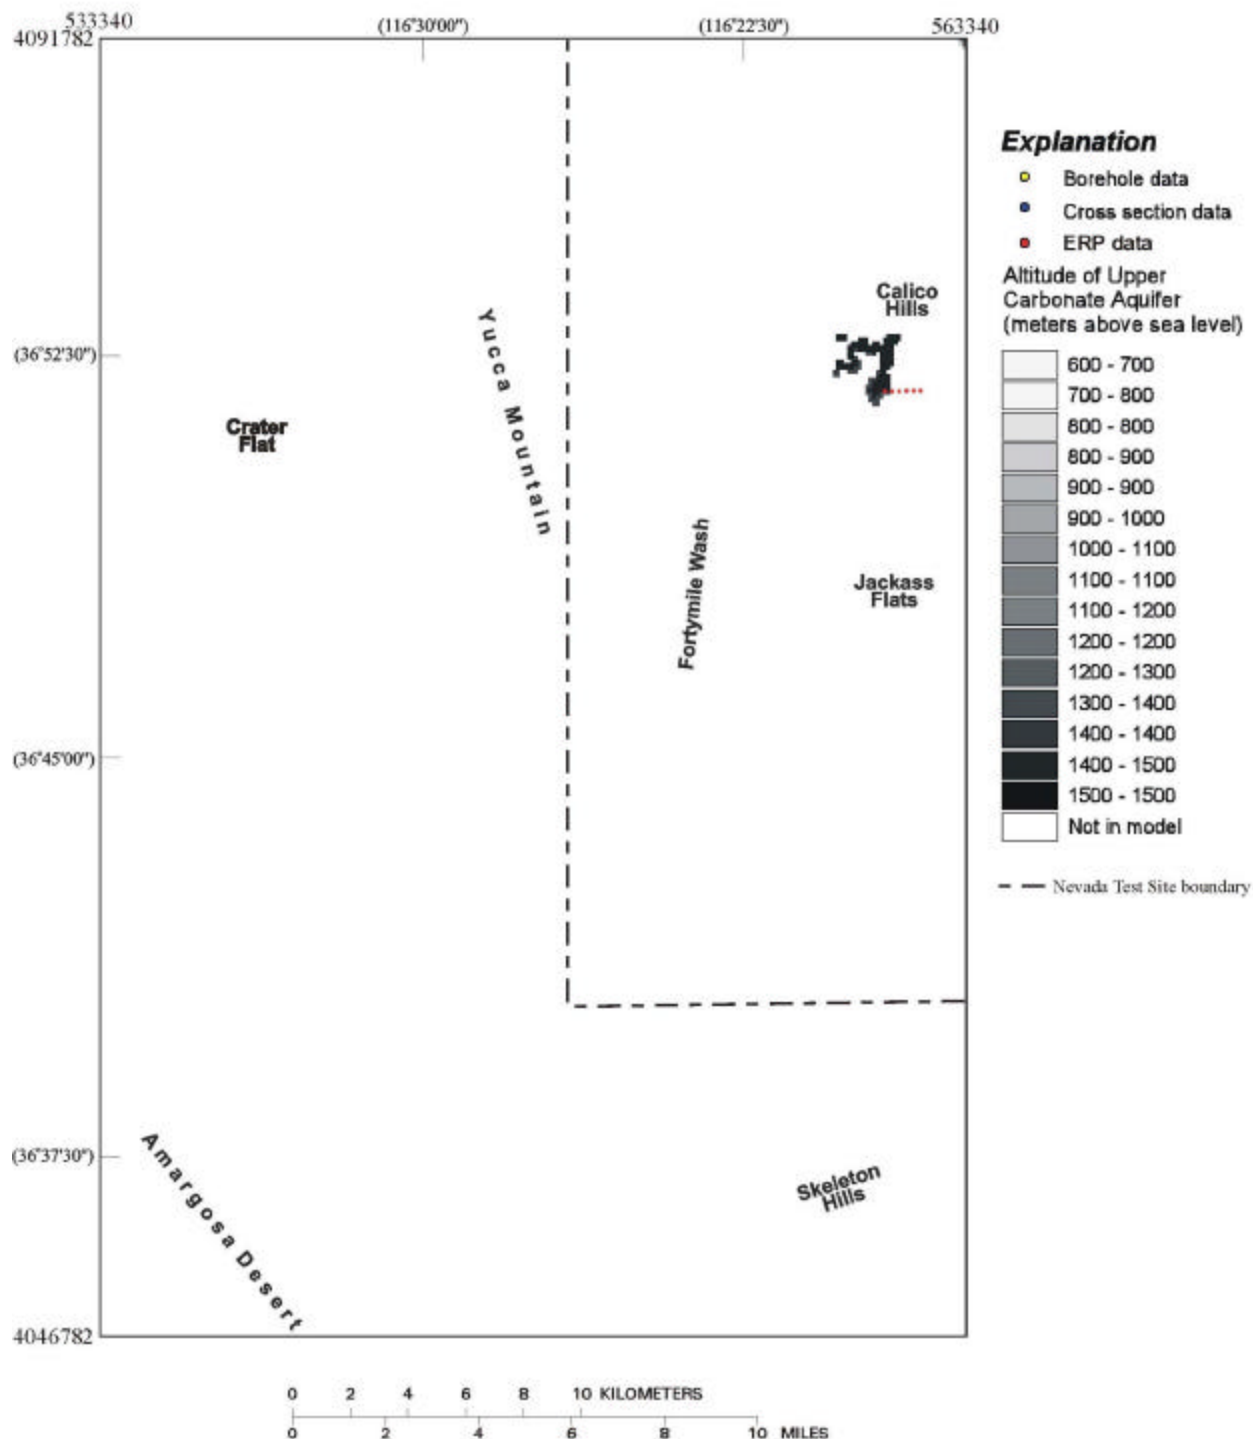 533340
(116°30'00")
(116°22'30")
563340
4091782
Explanation
Borehole data
Cross section data
ERP data
Altitude of Upper
Carbonate Aquifer
(meters above sea level)
600 - 700
700 - 800
800 - 800
800 - 900
900 - 900
900 - 1000
1000 - 1100
1100 - 1100
1100 - 1200
1200 - 1200
1200 - 1300
1300 - 1400
1400 - 1400
1400 - 1500
1500 - 1500
Not in model
Nevada Test Site boundary
Calico
Hills
(36°52'30")
Yucca Mountain
Crater
Flat
Fortymile Wash
Jackass
Flats
(36°45'00")
(36°37'30")
Amargosa Desert
Skeleton
Hills
4046782
0 2 4 6 8 10 KILOMETERS
0 2 4 6 8 10 MILES